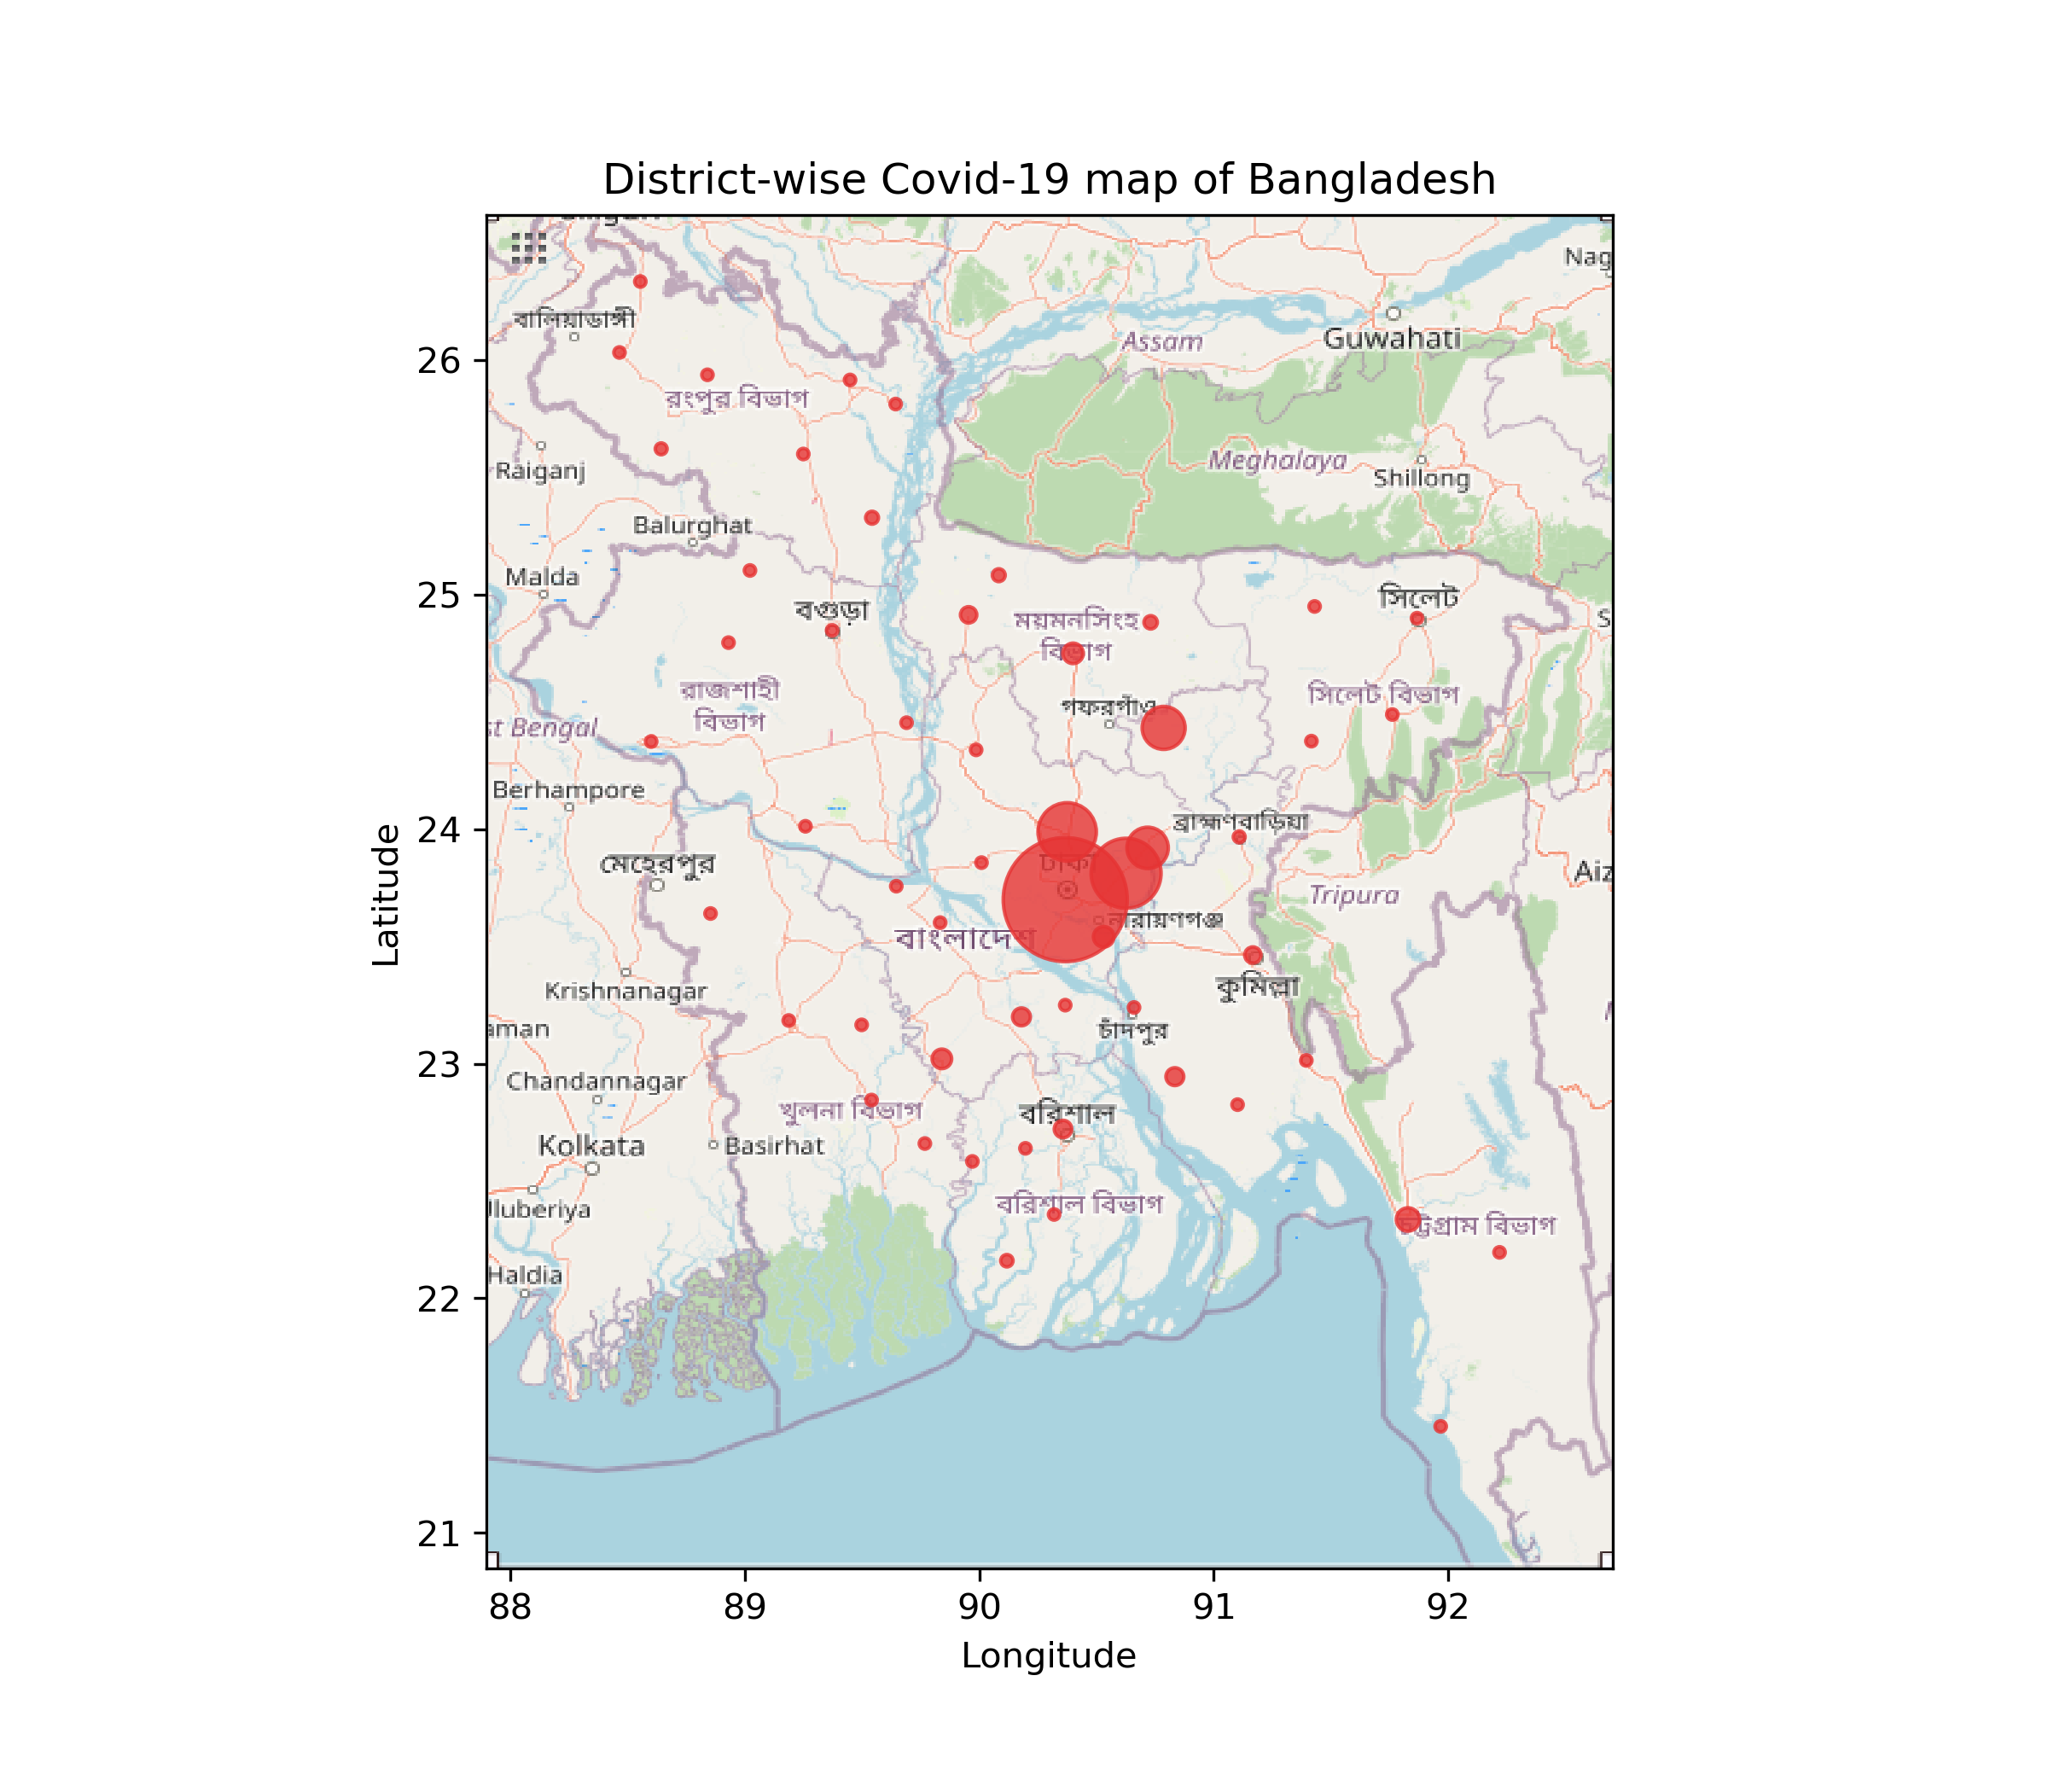 District-wise Covid-19 map of Bangladesh
Nag
বালিয়াডাঙ্গী
Assam
Guwahati
26
রংপুর বিভাগ
Raiganj
Meghalaya
Shillong
Balurghat
Malda
25
বগুড়া
সিলেট
ময়মনসিংহ
বিভাগ
রাজশাহী
বিভাগ
গফরগাঁও
সিলেট বিভাগ
st Bengal
Berhampore
24
ব্রাহ্মণবাড়িয়া
মেহেরপুর
Aiz
Tripura
Latitude
নারায়ণগঞ্জ
বাংলাদেশ
Krishnanagar
কুমিল্লা
aman
চাঁদপুর
23
Chandannagar
খুলনা বিভাগ
বরিশাল
Kolkata
Basirhat
Uluberiya
বরিশাল বিভাগ
চট্টগ্রাম বিভাগ
Haldia
22
21
88 89 90 91 92
Longitude